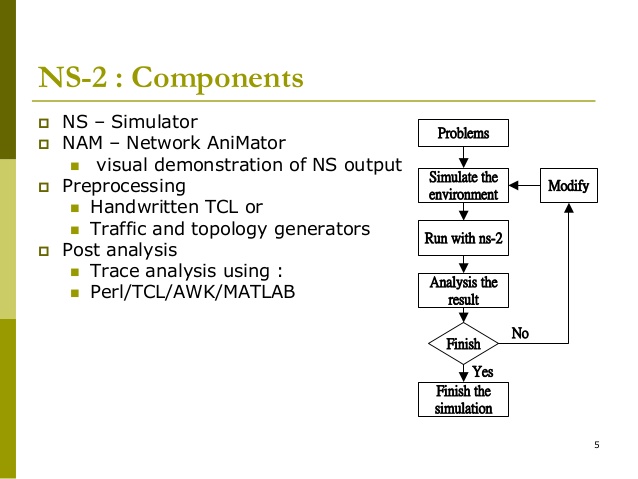 NS-2 : Components
NS – Simulator
NAM – Network AniMator
visual demonstration of NS output
Preprocessing
Handwritten TCL or
Traffic and topology generators
Post analysis
Trace analysis using :
Perl/TCL/AWK/MATLAB
Problems
Simulate the
environment
Modify
Run with ns-2
Analysis the
result
Finish
No
Yes
Finish the
simulation
5